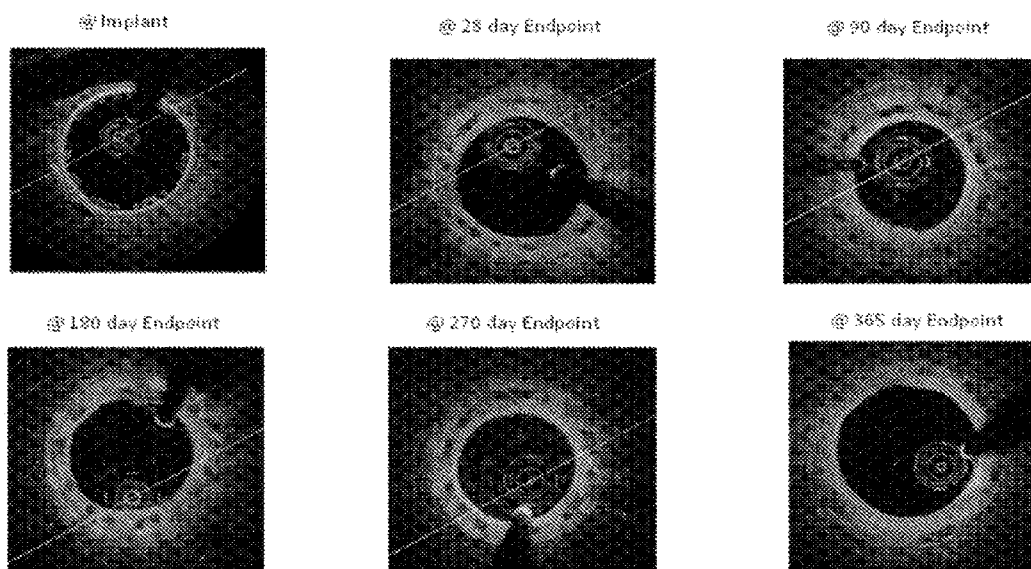 @ Implant
@ 28 day Endpoint
@ 90 day Endpoint
@ 180 day Endpoint
@ 270 day Endpoint
@ 365 day Endpoint